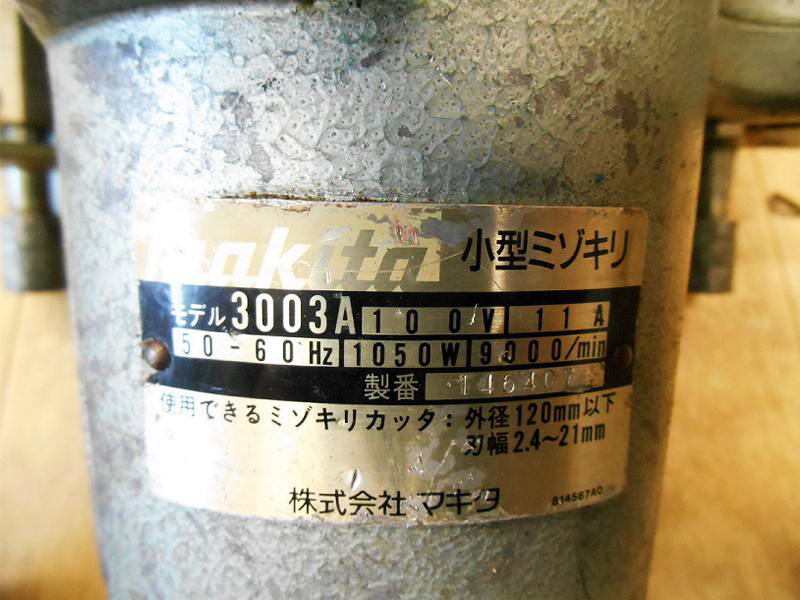 makita 小型ミゾキリ
モデル 3003A 100V 11A
50-60Hz 1050W 9000/min
製番
使用できるミゾキリカッタ:外径120mm以下
刃幅2.4~21mm
株式会社 マキタ 814567A0